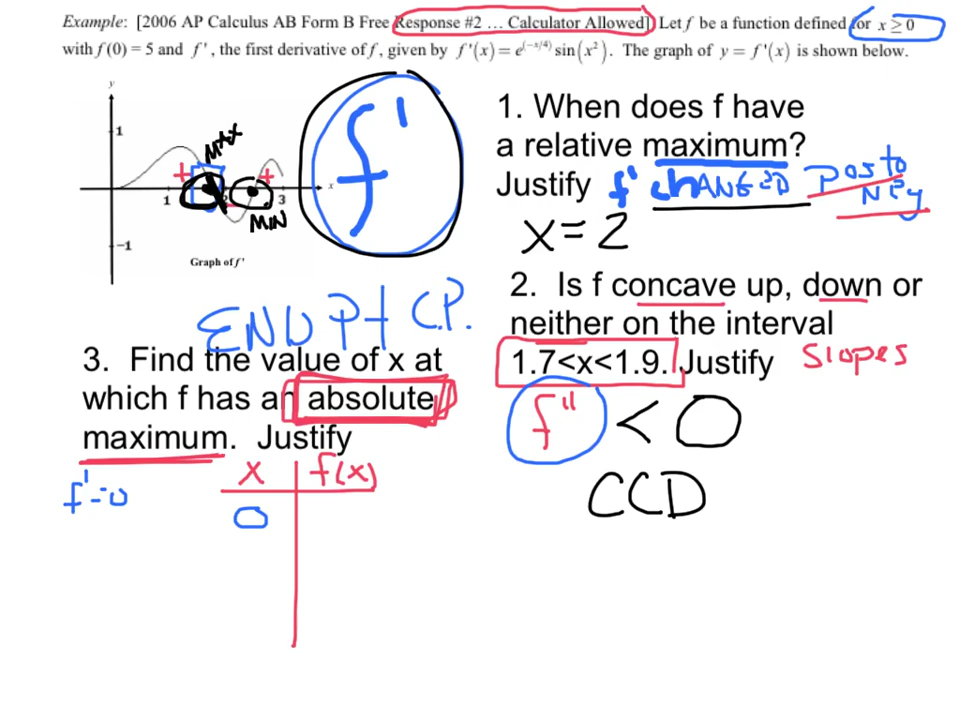 Example: [2006 AP Calculus AB Form B Free Response #2 ... Calculator Allowed] Let f be a function defined for x ≥ 0
with f(0) = 5 and f', the first derivative of f, given by f'(x) = e^(-x/4) sin(x²). The graph of y = f'(x) is shown below.
y
1
-1
1
3
x
+
MAX
+
MIN
Graph of f'
f'
1. When does f have
a relative maximum?
Justify f' CHANGED POS to
NEG
x = 2
2. Is f concave up, down or
neither on the interval
1.7<x<1.9. Justify Slopes
f'' < 0
CCD
END Pt C.P.
3. Find the value of x at
which f has an absolute
maximum. Justify
f' = 0
x f(x)
0